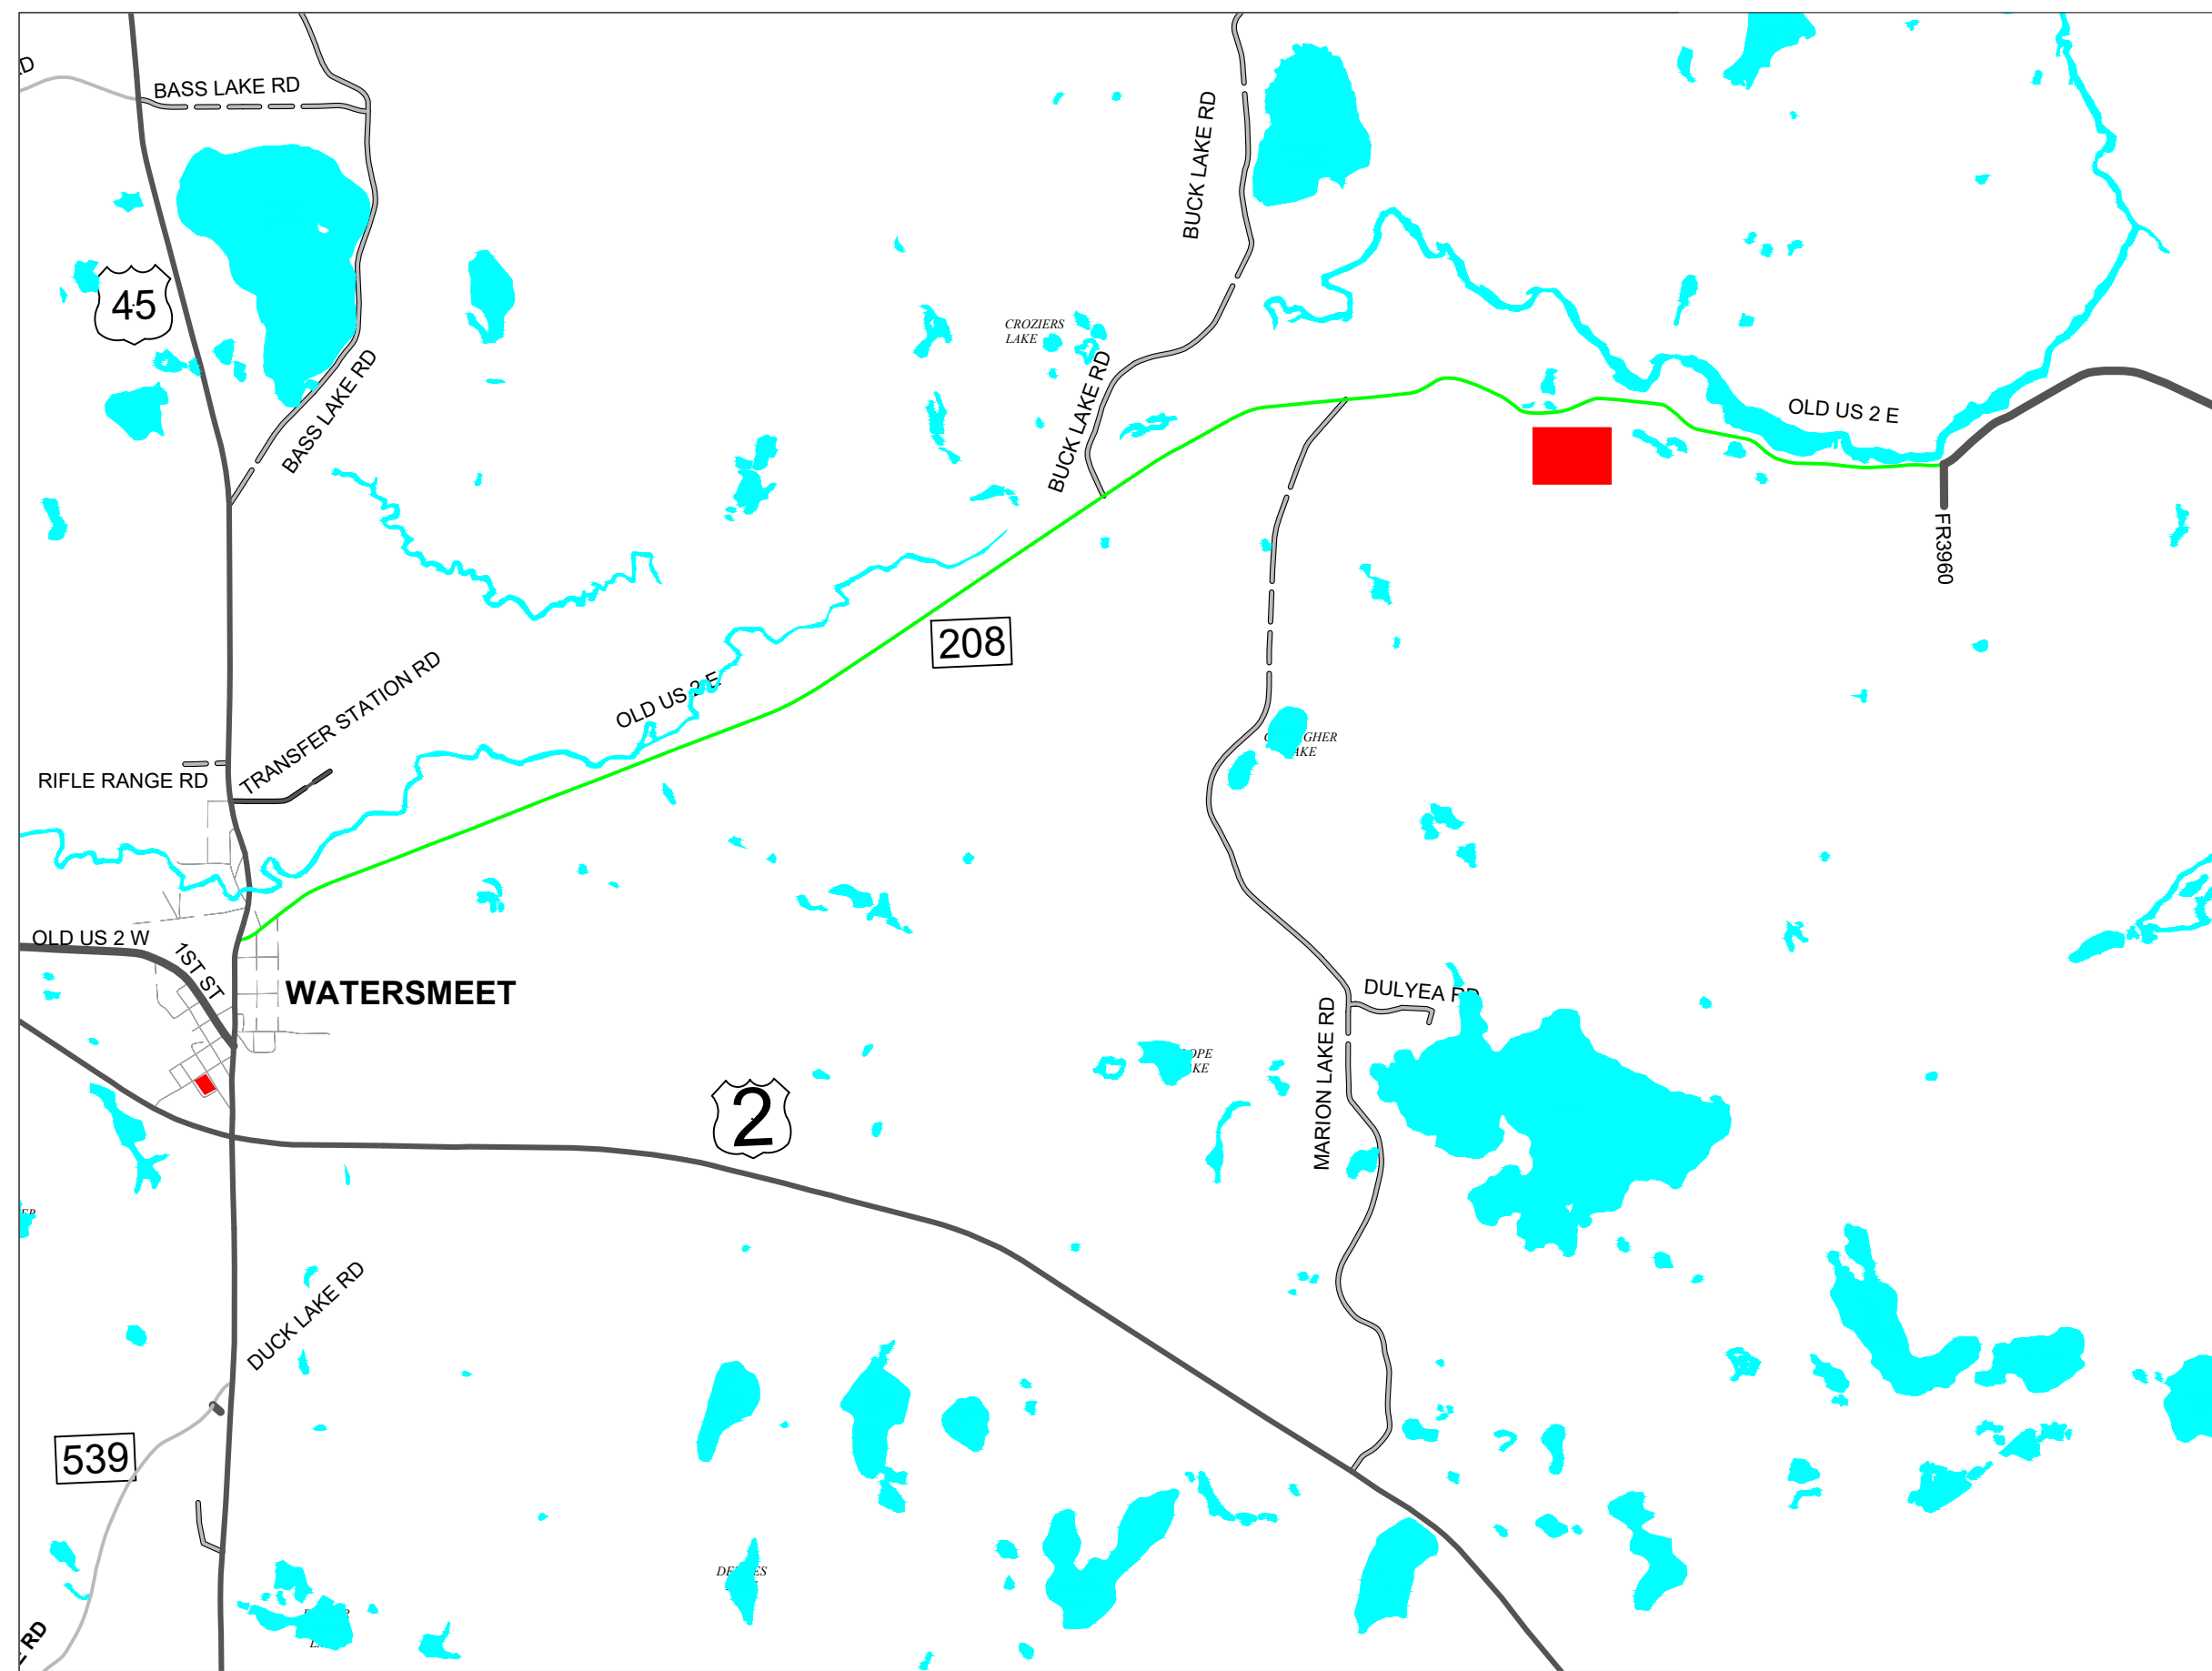 BASS LAKE RD
BUCK LAKE RD
45
CROZIERS
LAKE
BASS LAKE RD
BUCK LAKE RD
OLD US 2 E
FR3960
208
OLD US 2 E
TRANSFER STATION RD
RIFLE RANGE RD
OLD US 2 W
1ST ST
WATERSMEET
DULYEA RD
MARION LAKE RD
2
DUCK LAKE RD
539
RD